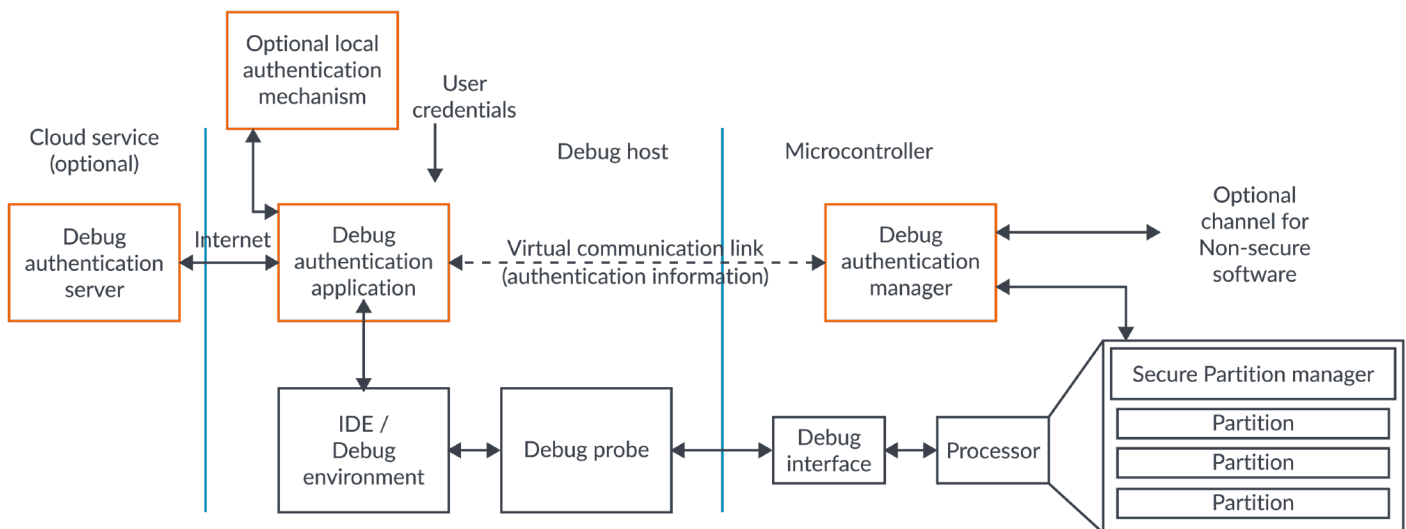 Optional local
authentication
mechanism
User
credentials
Cloud service
(optional)
Debug host
Microcontroller
Debug
authentication
server
Internet
Debug
authentication
application
Virtual communication link
(authentication information)
Debug
authentication
manager
Optional
channel for
Non-secure
software
IDE /
Debug
environment
Debug probe
Debug
interface
Processor
Secure Partition manager
Partition
Partition
Partition